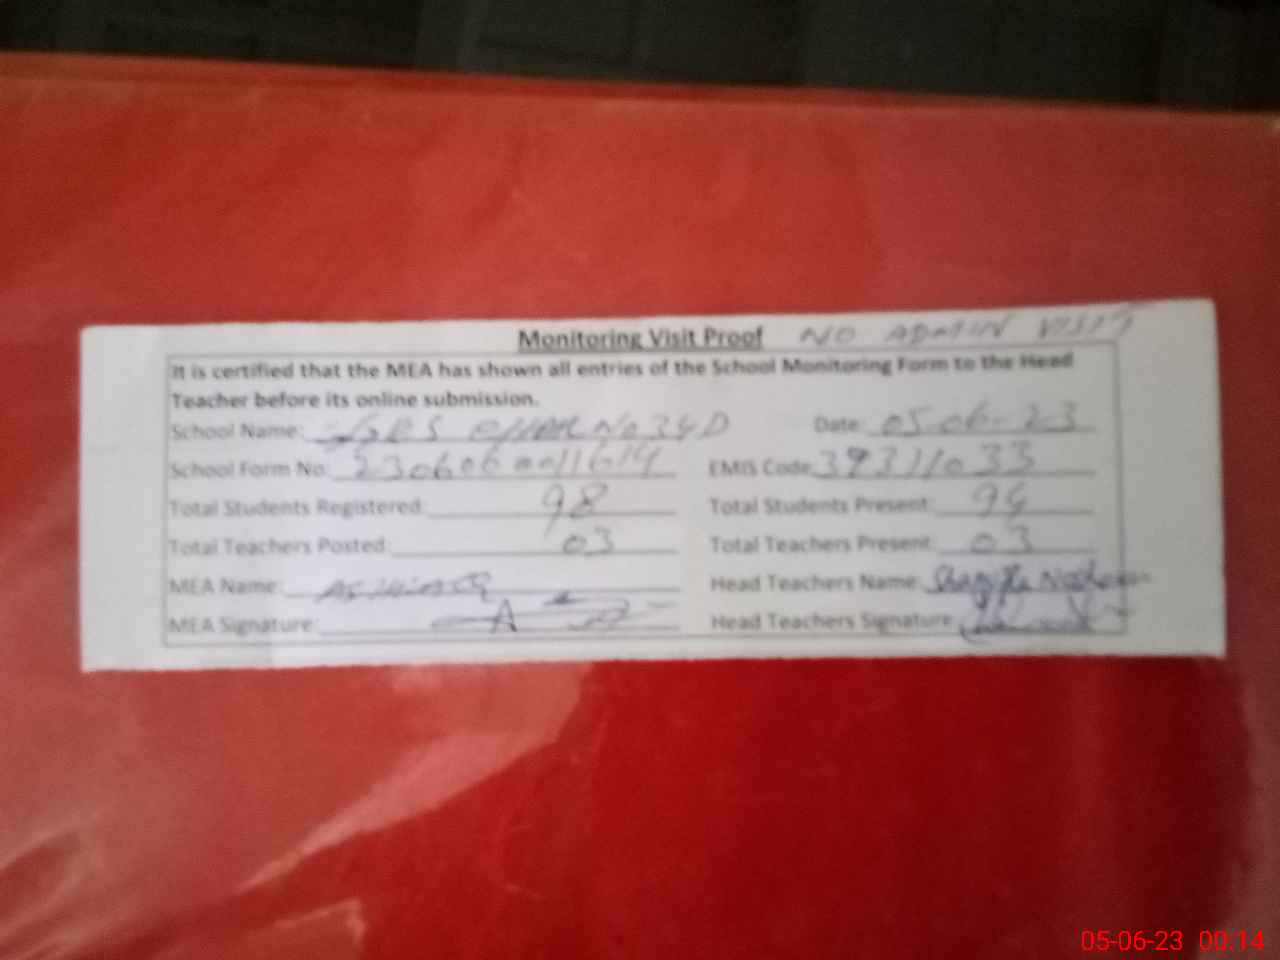 Monitoring Visit Proof NO ADMIN VISIT
It is certified that the MEA has shown all entries of the School Monitoring Form to the Head
Teacher before its online submission.
School Name: No 34 D Date: 05-06-23
School Form No: EMIS Code: 39311033
Total Students Registered: 98 Total Students Present:
Total Teachers Posted: 03 Total Teachers Present: 03
MEA Name: Head Teachers Name:
MEA Signature: Head Teachers Signature:
05-06-23 00:14